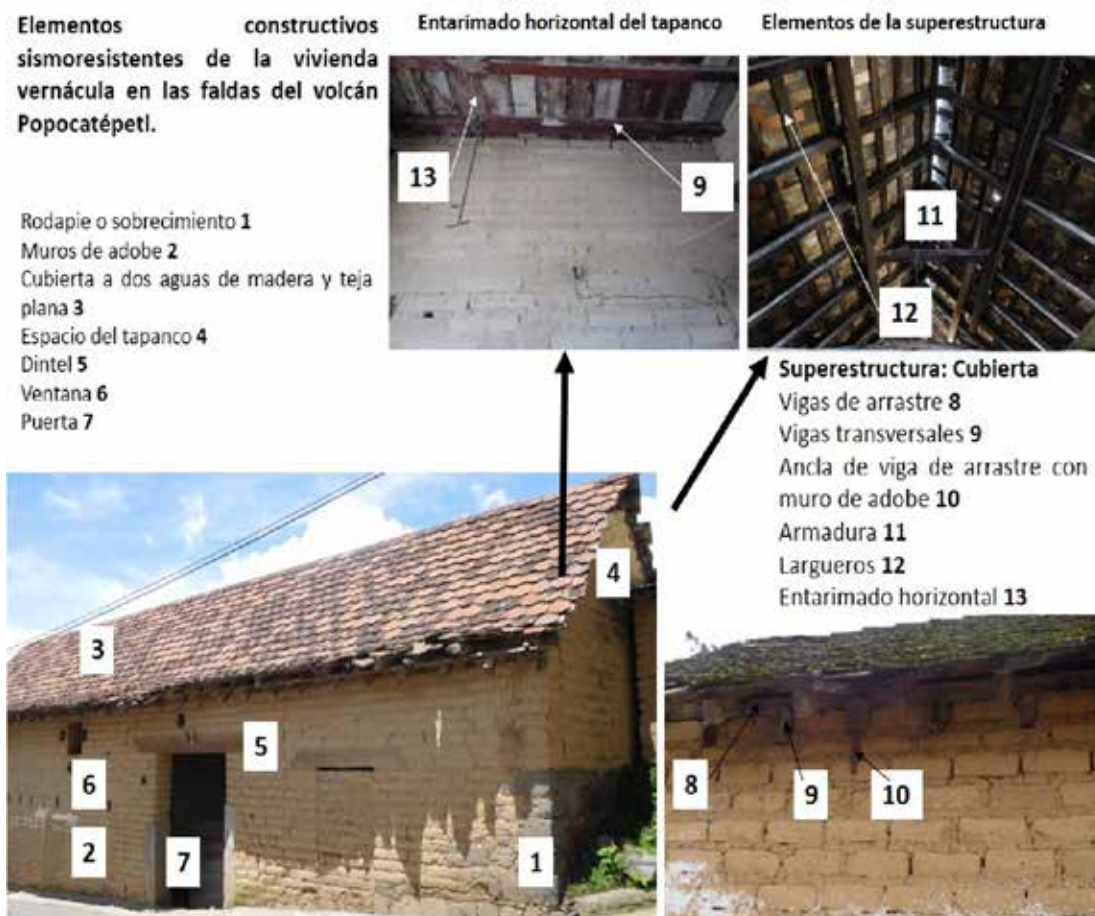 Elementos constructivos
sismoresistentes de la vivienda
vernácula en las faldas del volcán
Popocatépetl.
Rodapie o sobrecimiento 1
Muros de adobe 2
Cubierta a dos aguas de madera y teja
plana 3
Espacio del tapanco 4
Dintel 5
Ventana 6
Puerta 7
Entarimado horizontal del tapanco
13
9
Elementos de la superestructura
11
12
Superestructura: Cubierta
Vigas de arrastre 8
Vigas transversales 9
Ancla de viga de arrastre con
muro de adobe 10
Armadura 11
Largueros 12
Entarimado horizontal 13
4
3
5
6
2
7
1
8
9
10